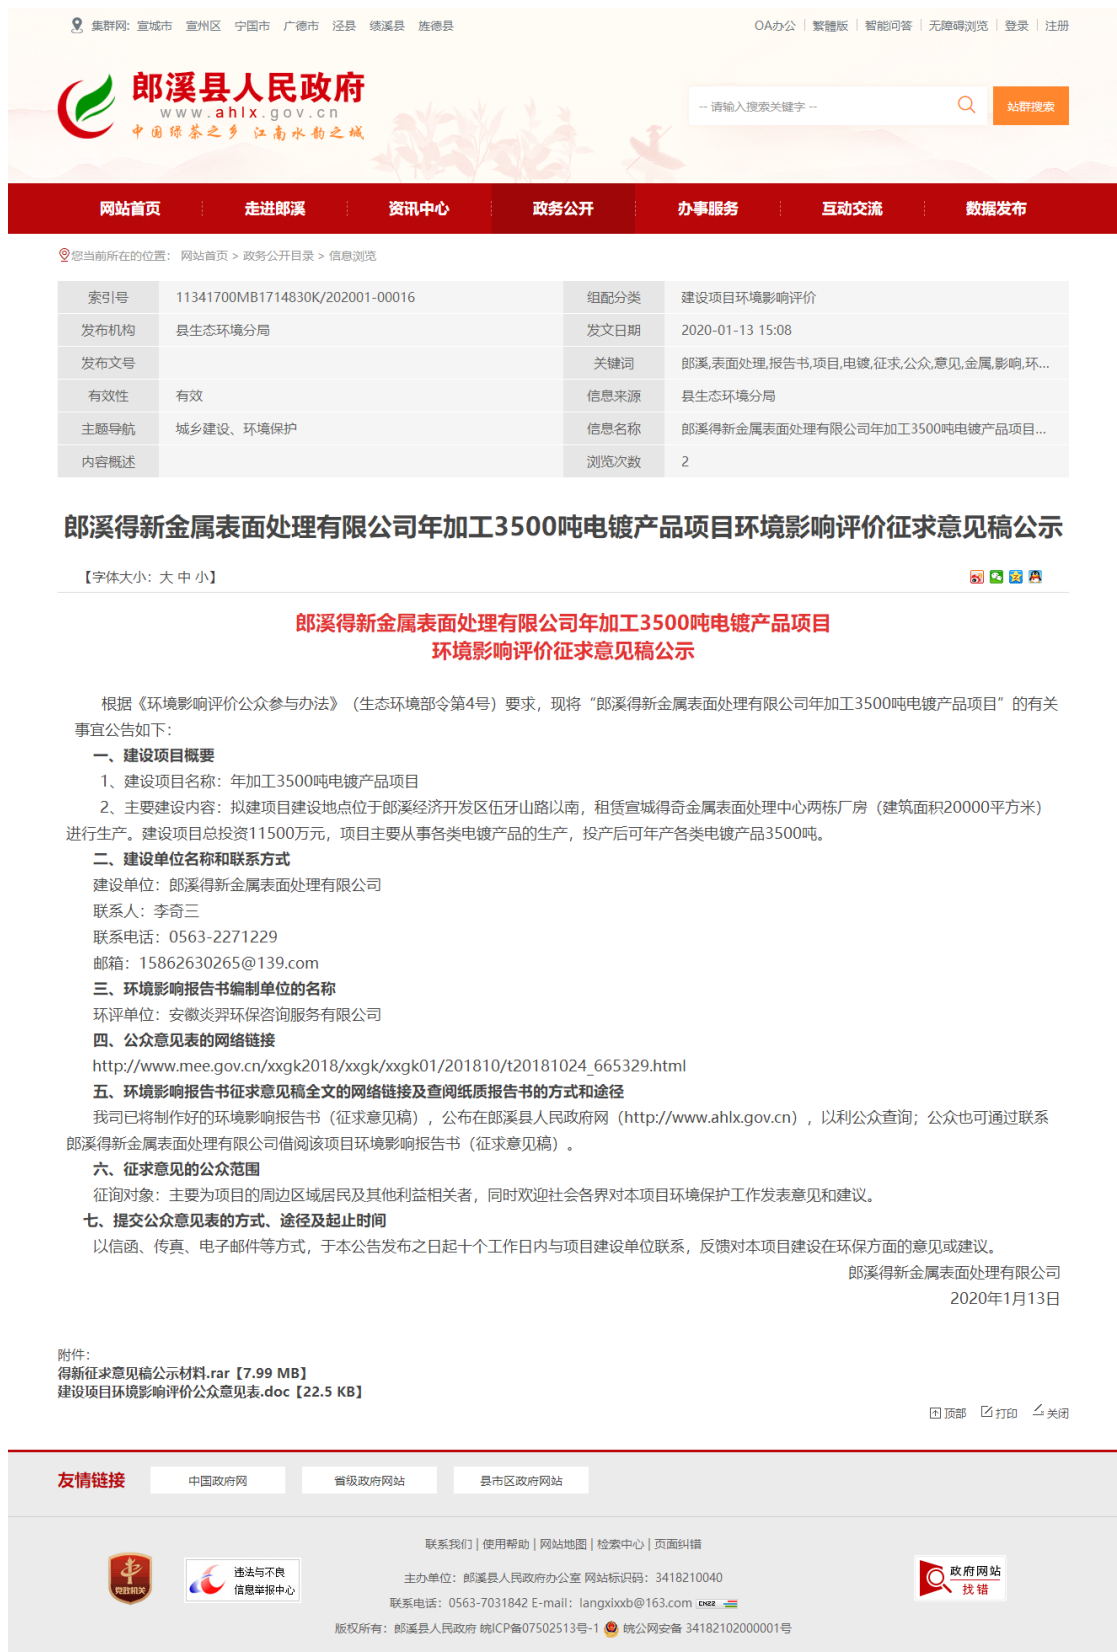 集群网: 宣城市 宣州区 宁国市 广德市 泾县 绩溪县 旌德县
OA办公 | 繁體版 | 智能问答 | 无障碍浏览 | 登录 | 注册
郎溪县人民政府
www.ahlx.gov.cn
中国绿茶之乡 江南水韵之城
-- 请输入搜索关键字 --
站群搜索
网站首页 走进郎溪 资讯中心 政务公开 办事服务 互动交流 数据发布
您当前所在的位置： 网站首页 > 政务公开目录 > 信息浏览
索引号 11341700MB1714830K/202001-00016 组配分类 建设项目环境影响评价
发布机构 县生态环境分局 发文日期 2020-01-13 15:08
发布文号 关键词 郎溪,表面处理,报告书,项目,电镀,征求,公众,意见,金属,影响,环...
有效性 有效 信息来源 县生态环境分局
主题导航 城乡建设、环境保护 信息名称 郎溪得新金属表面处理有限公司年加工3500吨电镀产品项目...
内容概述 浏览次数 2
郎溪得新金属表面处理有限公司年加工3500吨电镀产品项目环境影响评价征求意见稿公示
【字体大小：大 中 小】
郎溪得新金属表面处理有限公司年加工3500吨电镀产品项目
环境影响评价征求意见稿公示
根据《环境影响评价公众参与办法》（生态环境部令第4号）要求，现将“郎溪得新金属表面处理有限公司年加工3500吨电镀产品项目”的有关
事宜公告如下：
一、建设项目概要
1、建设项目名称：年加工3500吨电镀产品项目
2、主要建设内容：拟建项目建设地点位于郎溪经济开发区伍牙山路以南，租赁宣城得奇金属表面处理中心两栋厂房（建筑面积20000平方米）
进行生产。建设项目总投资11500万元，项目主要从事各类电镀产品的生产，投产后可年产各类电镀产品3500吨。
二、建设单位名称和联系方式
建设单位：郎溪得新金属表面处理有限公司
联系人：李奇三
联系电话：0563-2271229
邮箱：15862630265@139.com
三、环境影响报告书编制单位的名称
环评单位：安徽炎羿环保咨询服务有限公司
四、公众意见表的网络链接
http://www.mee.gov.cn/xxgk2018/xxgk/xxgk01/201810/t20181024_665329.html
五、环境影响报告书征求意见稿全文的网络链接及查阅纸质报告书的方式和途径
我司已将制作好的环境影响报告书（征求意见稿），公布在郎溪县人民政府网（http://www.ahlx.gov.cn），以利公众查询；公众也可通过联系
郎溪得新金属表面处理有限公司借阅该项目环境影响报告书（征求意见稿）。
六、征求意见的公众范围
征询对象：主要为项目的周边区域居民及其他利益相关者，同时欢迎社会各界对本项目环境保护工作发表意见和建议。
七、提交公众意见表的方式、途径及起止时间
以信函、传真、电子邮件等方式，于本公告发布之日起十个工作日内与项目建设单位联系，反馈对本项目建设在环保方面的意见或建议。
郎溪得新金属表面处理有限公司
2020年1月13日
附件：
得新征求意见稿公示材料.rar【7.99 MB】
建设项目环境影响评价公众意见表.doc【22.5 KB】
顶部 打印 关闭
友情链接 中国政府网 省级政府网站 县市区政府网站
联系我们 | 使用帮助 | 网站地图 | 检索中心 | 页面纠错
党政机关
违法与不良
信息举报中心
主办单位：郎溪县人民政府办公室 网站标识码：3418210040
联系电话：0563-7031842 E-mail：langxixxb@163.com CNZZ
版权所有：郎溪县人民政府 皖ICP备07502513号-1 皖公网安备 34182102000001号
政府网站
找错